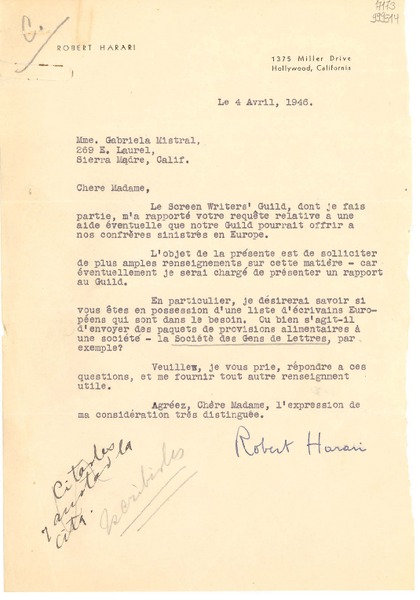 7173
C.
ROBERT HARARI
1375 Miller Drive
Hollywood, California
Le 4 Avril, 1946.
Mme. Gabriela Mistral,
269 E. Laurel,
Sierra Madre, Calif.
Chere Madame,
Le Screen Writers' Guild, dont je fais
partie, m'a rapporté votre requête relative a une
aide éventuelle que notre Guild pourrait offrir a
nos confrères sinistrés en Europe.
L'objet de la présente est de solliciter
de plus amples renseignements sur cette matière - car
éventuellement je serai chargé de présenter un rapport
au Guild.
En particulier, je désirerai savoir si
vous êtes en possession d'une liste d'écrivains Euro-
péens qui sont dans le besoin. Ou bien s'agit-il
d'envoyer des paquets de provisions alimentaires à
une société - la Société des Gens de Lettres, par
exemple?
Veuillez, je vous prie, répondre a ces
questions, et me fournir tout autre renseignment
utile.
Agréez, Chère Madame, l'expression de
ma considération très distinguée.
Robert Harari
Citarles
y anotar la
cita.
Escribirles